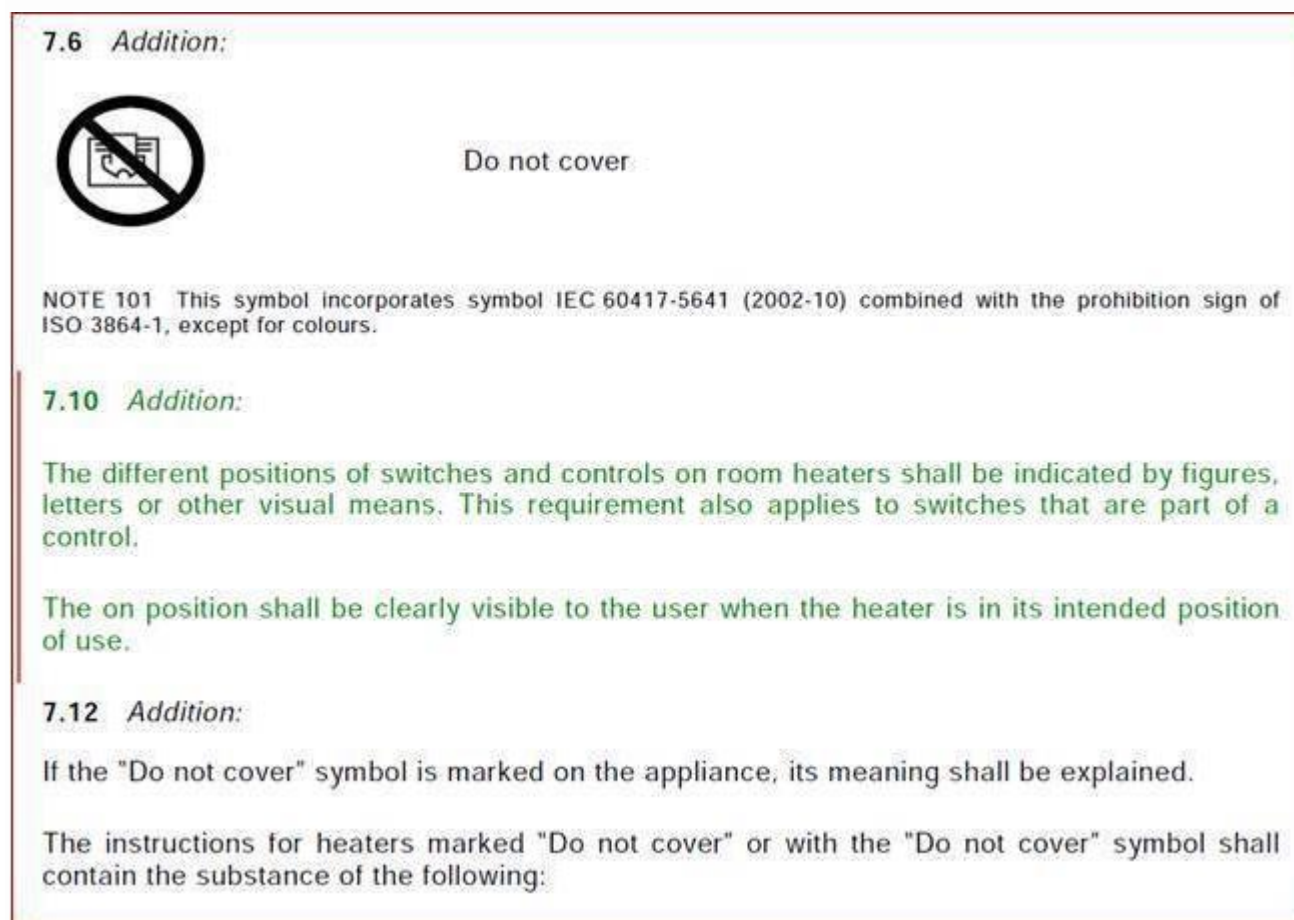 7.6 Addition:
Do not cover
NOTE 101 This symbol incorporates symbol IEC 60417-5641 (2002-10) combined with the prohibition sign of
ISO 3864-1, except for colours.
7.10 Addition:
The different positions of switches and controls on room heaters shall be indicated by figures,
letters or other visual means. This requirement also applies to switches that are part of a
control.
The on position shall be clearly visible to the user when the heater is in its intended position
of use.
7.12 Addition:
If the "Do not cover" symbol is marked on the appliance, its meaning shall be explained.
The instructions for heaters marked "Do not cover" or with the "Do not cover" symbol shall
contain the substance of the following: